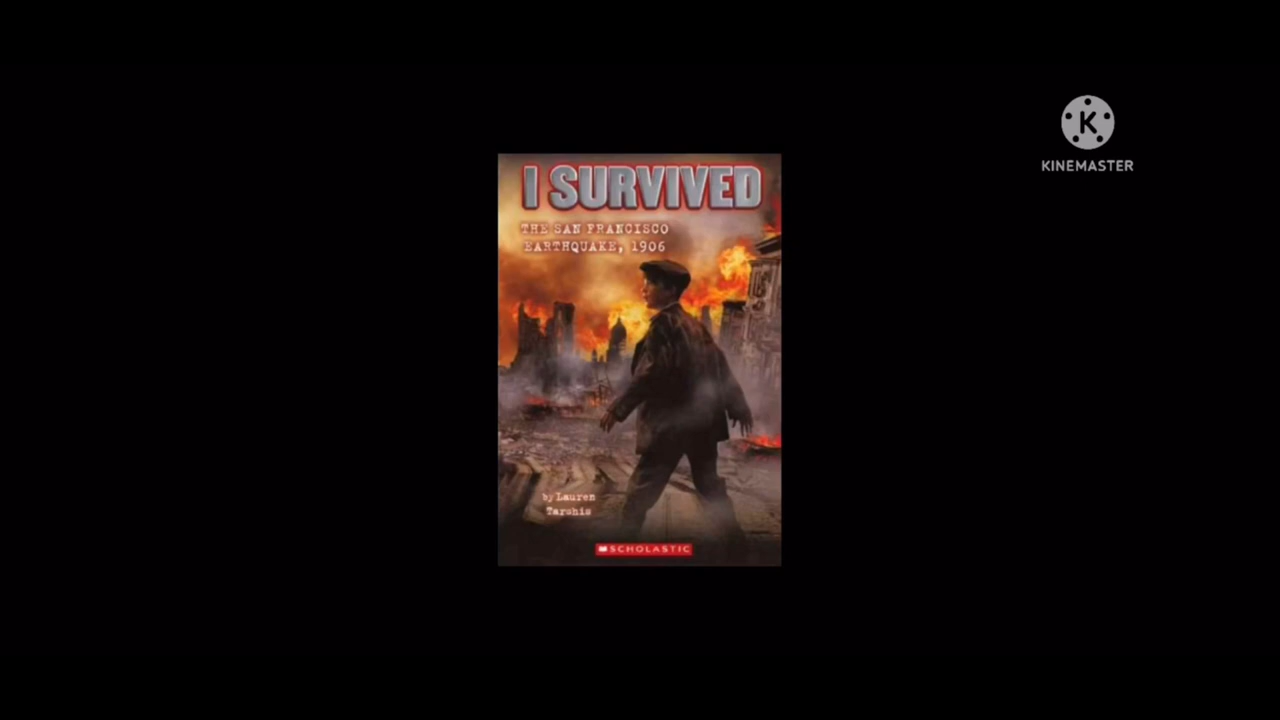 I SURVIVED
THE SAN FRANCISCO
EARTHQUAKE, 1906
by Lauren
Tarshis
SCHOLASTIC
K
KINEMASTER